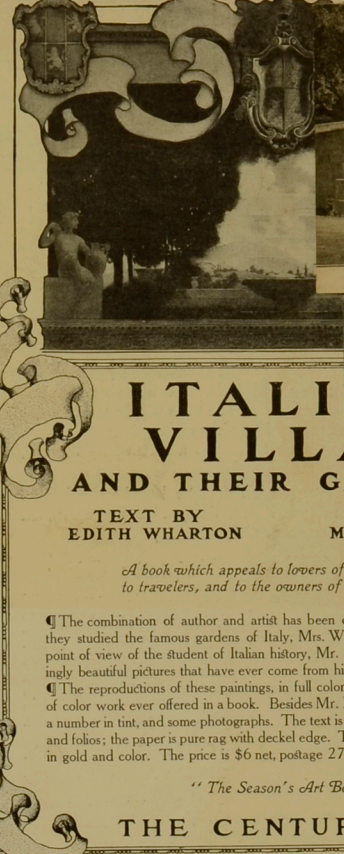 ITALI
VILLA
AND THEIR G
TEXT BY
EDITH WHARTON M
A book which appeals to lovers of
to travelers, and to the owners of
¶ The combination of author and artist has been
they studied the famous gardens of Italy, Mrs. W
point of view of the student of Italian history, Mr.
ingly beautiful pictures that have ever come from hi
¶ The reproductions of these paintings, in full color
of color work ever offered in a book. Besides Mr.
a number in tint, and some photographs. The text is
and folios; the paper is pure rag with deckel edge. T
in gold and color. The price is $6 net, postage 27
" The Season's Art Bo
THE CENTUR